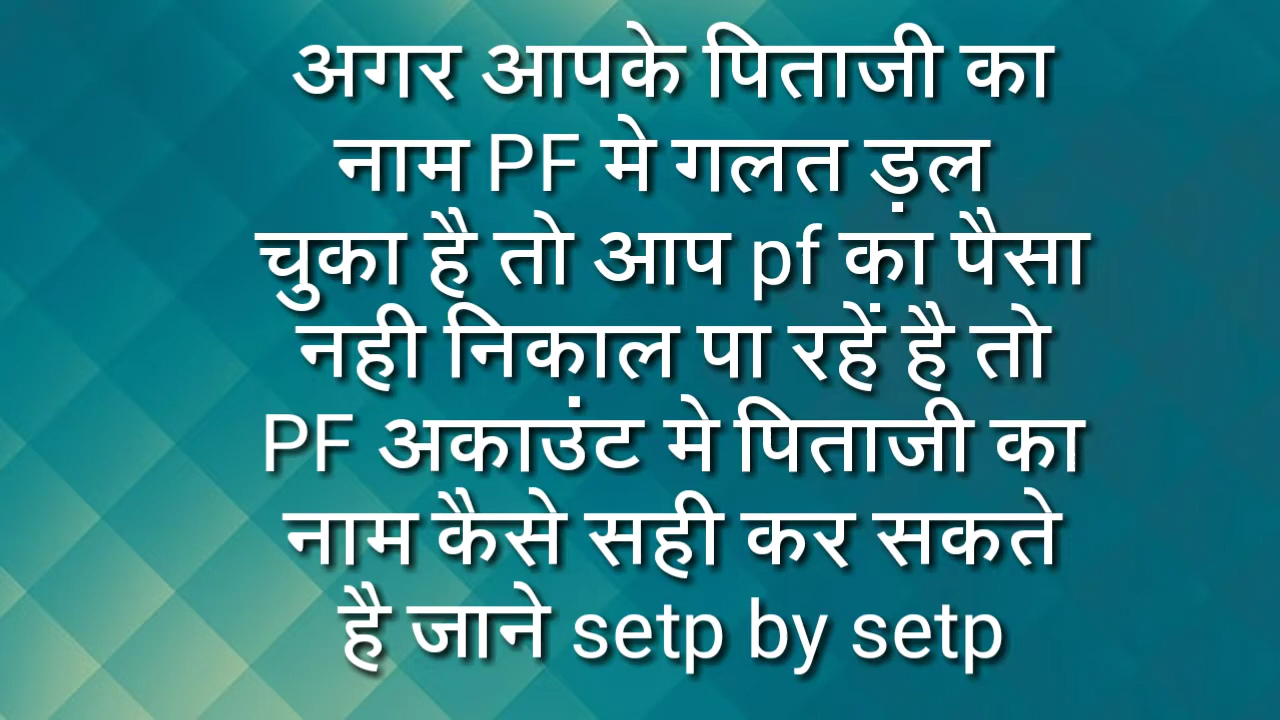 अगर आपके पिताजी का
नाम PF मे गलत ड़ल
चुका है तो आप pf का पैसा
नही निकाल पा रहें है तो
PF अकाउंट मे पिताजी का
नाम कैसे सही कर सकते
है जाने setp by setp